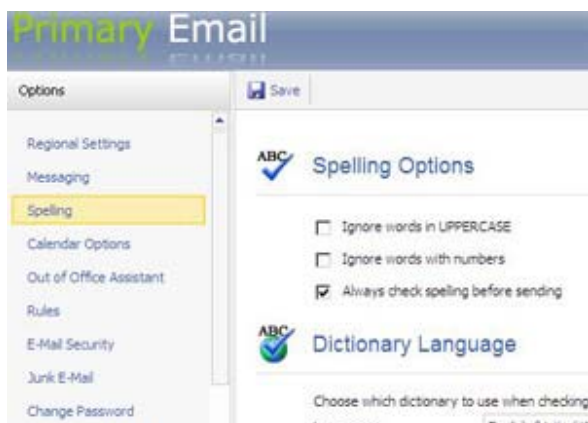 Primary Email
Options
Save
Regional Settings
Messaging
Spelling
Calendar Options
Out of Office Assistant
Rules
E-Mail Security
Junk E-Mail
Change Password
ABC
Spelling Options
Ignore words in UPPERCASE
Ignore words with numbers
Always check spelling before sending
ABC
Dictionary Language
Choose which dictionary to use when checking